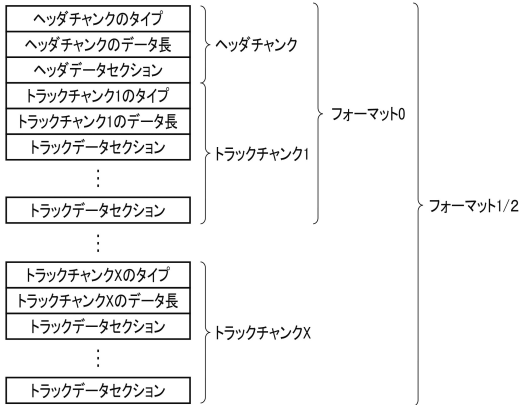 ヘッダチャンクのタイプ
ヘッダチャンクのデータ長
ヘッダデータセクション
ヘッダチャンク
トラックチャンク1のタイプ
トラックチャンク1のデータ長
トラックデータセクション
トラックデータセクション
トラックチャンク1
フォーマット0
トラックチャンクXのタイプ
トラックチャンクXのデータ長
トラックデータセクション
トラックデータセクション
トラックチャンクX
フォーマット1/2